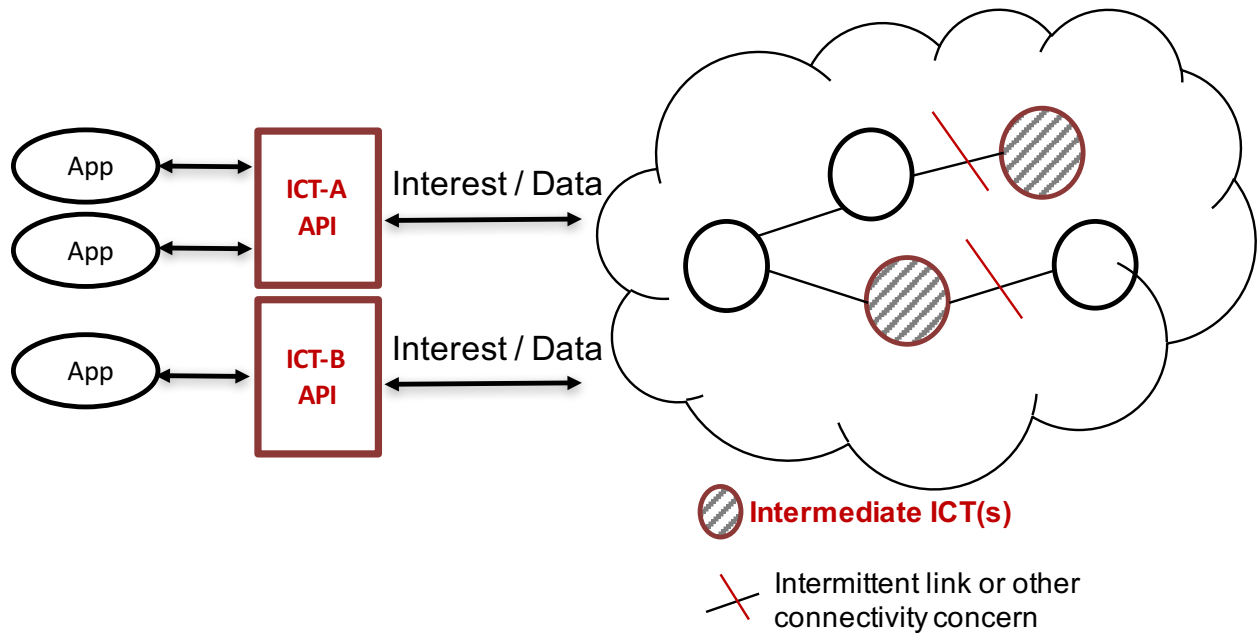 App
App
App
ICT-A
API
ICT-B
API
Interest / Data
Interest / Data
Intermediate ICT(s)
Intermittent link or other
connectivity concern